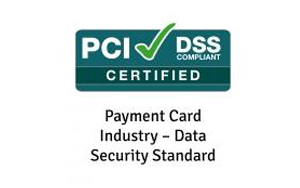 PCI DSS
COMPLIANT
CERTIFIED
Payment Card
Industry – Data
Security Standard